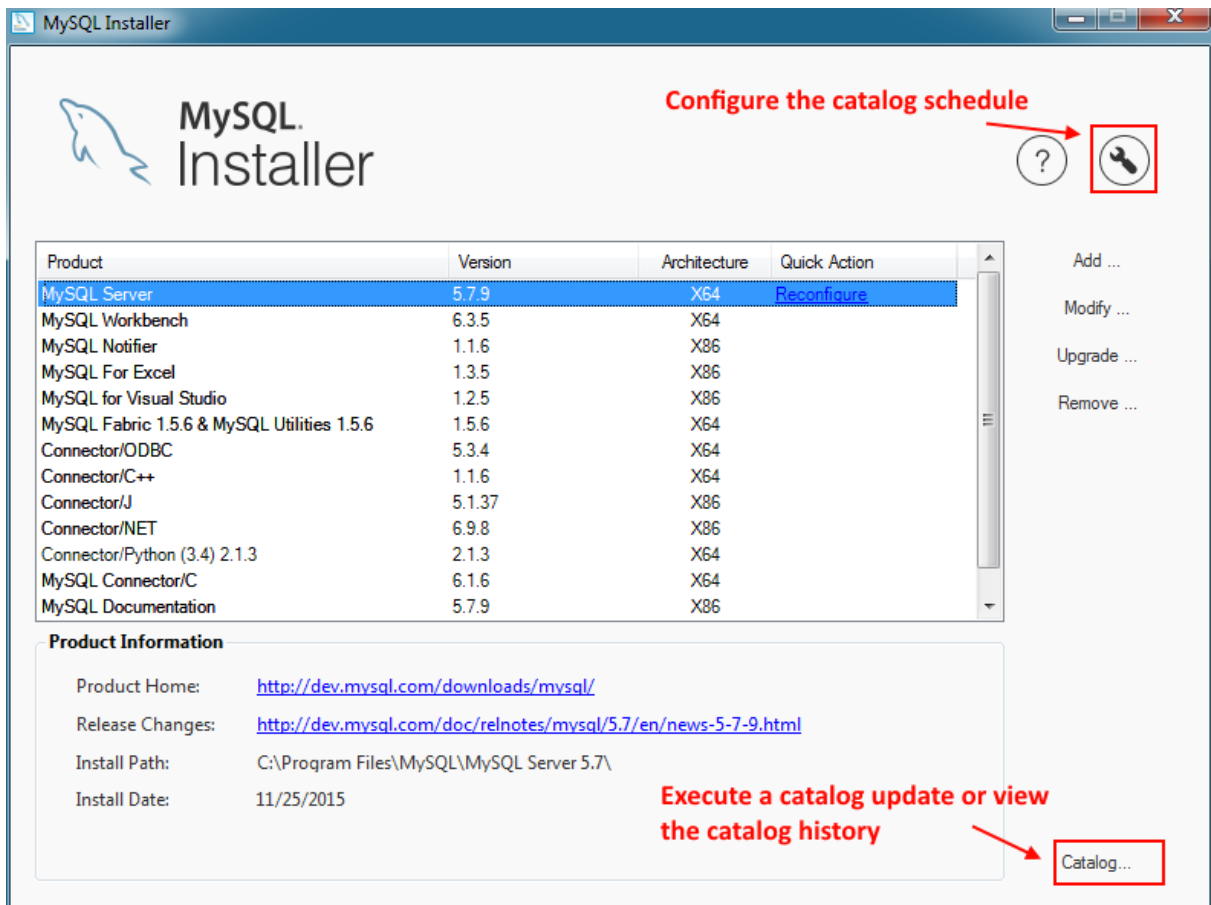 MySQL Installer
Configure the catalog schedule
MySQL.
Installer
?
Product Version Architecture Quick Action
MySQL Server 5.7.9 X64 Reconfigure
MySQL Workbench 6.3.5 X64
MySQL Notifier 1.1.6 X86
MySQL For Excel 1.3.5 X86
MySQL for Visual Studio 1.2.5 X86
MySQL Fabric 1.5.6 & MySQL Utilities 1.5.6 1.5.6 X64
Connector/ODBC 5.3.4 X64
Connector/C++ 1.1.6 X64
Connector/J 5.1.37 X86
Connector/NET 6.9.8 X86
Connector/Python (3.4) 2.1.3 2.1.3 X64
MySQL Connector/C 6.1.6 X64
MySQL Documentation 5.7.9 X86
Add ...
Modify ...
Upgrade ...
Remove ...
Product Information
Product Home: http://dev.mysql.com/downloads/mysql/
Release Changes: http://dev.mysql.com/doc/relnotes/mysql/5.7/en/news-5-7-9.html
Install Path: C:\Program Files\MySQL\MySQL Server 5.7\
Install Date: 11/25/2015
Execute a catalog update or view
the catalog history
Catalog...